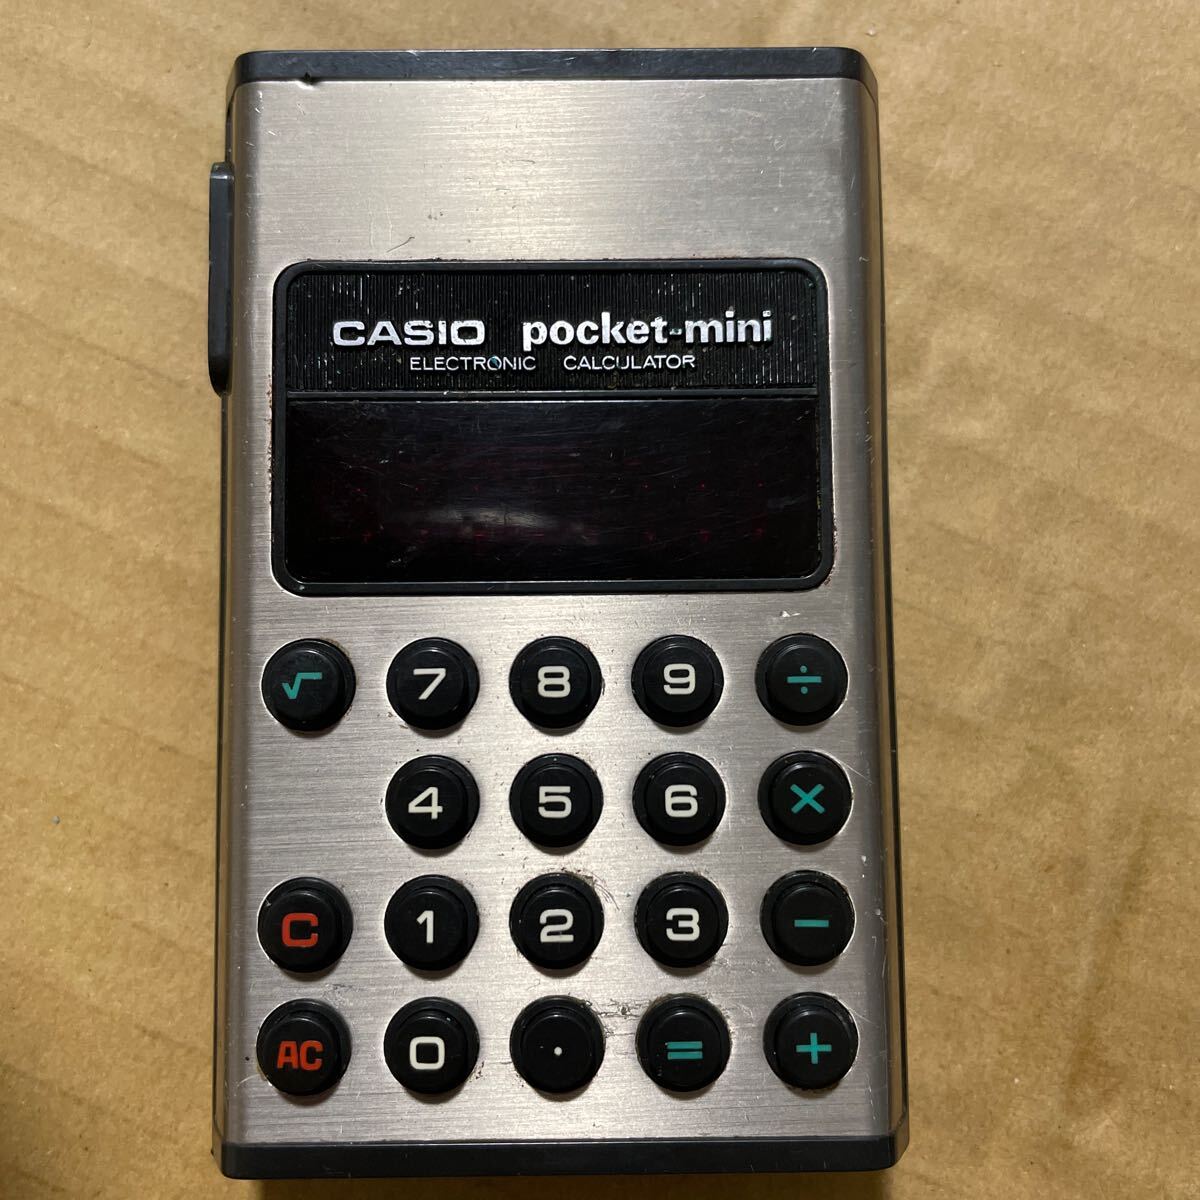 CASIO pocket-mini
ELECTRONIC CALCULATOR
√ 7 8 9 ÷
4 5 6 ×
C 1 2 3 −
AC 0 · = +